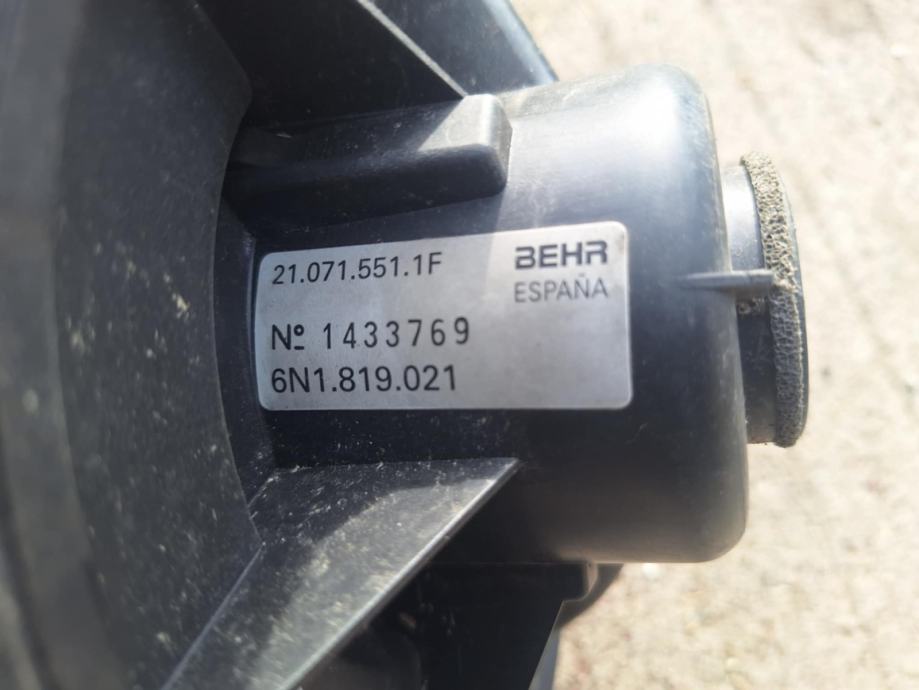 21.071.551.1F
BEHR
ESPAÑA
Nº 1433769
6N1.819.021